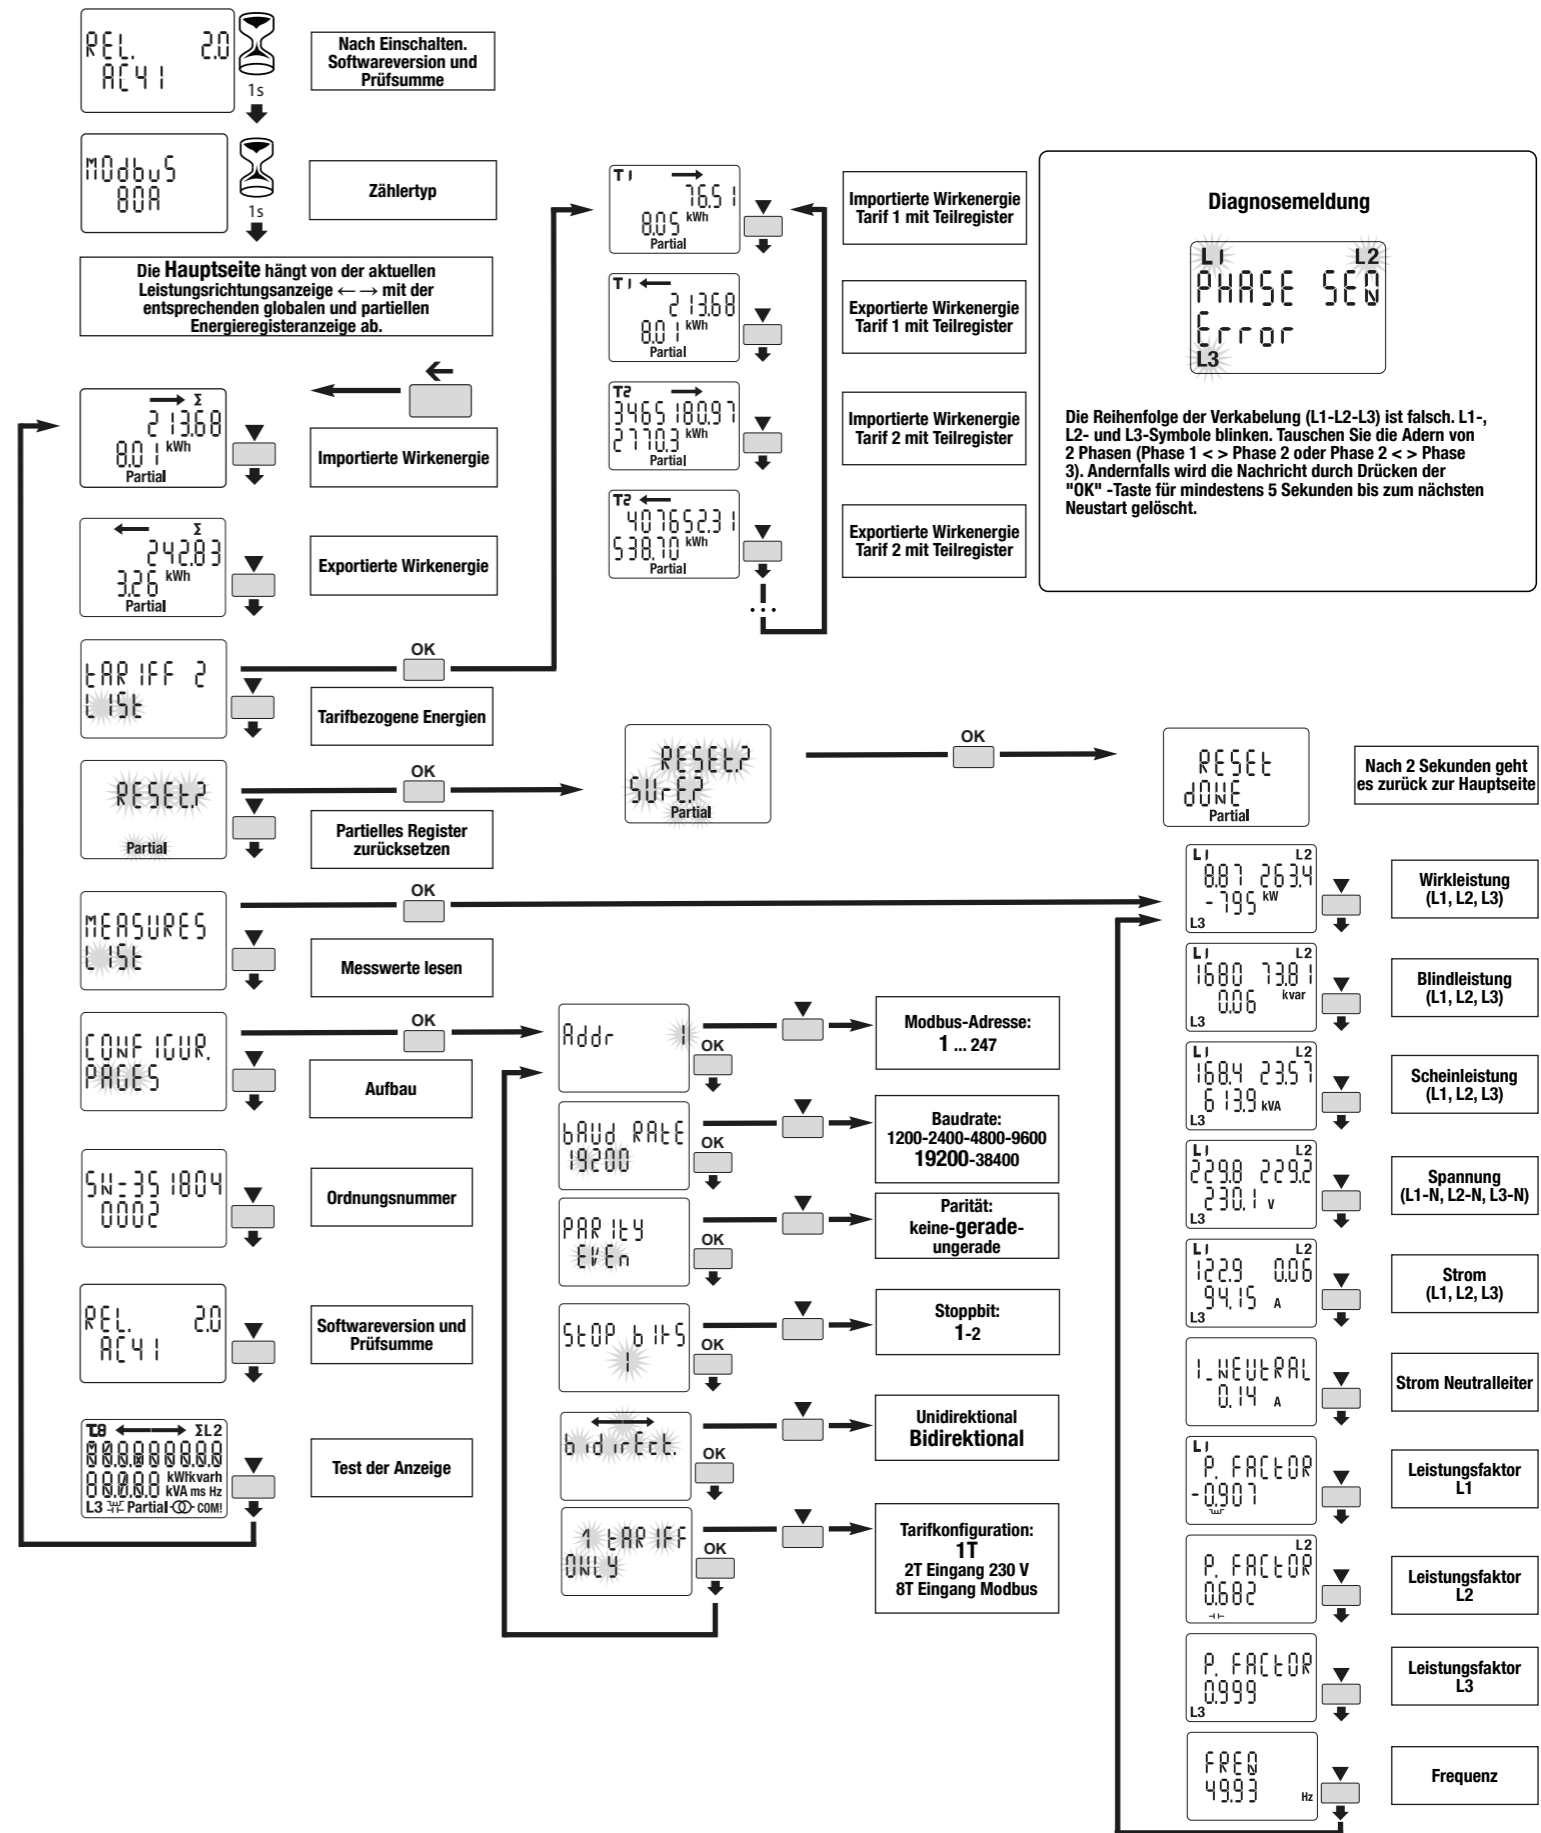 REL. 2.0
AC41
1s
Nach Einschalten.
Softwareversion und
Prüfsumme
MOdbuS
80A
1s
Zählertyp
Die Hauptseite hängt von der aktuellen
Leistungsrichtungsanzeige ←→ mit der
entsprechenden globalen und partiellen
Energieregisteranzeige ab.
→ Σ
213.68
8.01 kWh
Partial
←
Importierte Wirkenergie
← Σ
242.83
3.26 kWh
Partial
Exportierte Wirkenergie
tARIFF 2
LISt
OK
Tarifbezogene Energien
RESEt.?
Partial
OK
Partielles Register
zurücksetzen
MEASURES
LISt
OK
Messwerte lesen
CONFIGUR.
PAGES
OK
Aufbau
SN-351804
0002
Ordnungsnummer
REL. 2.0
AC41
Softwareversion und
Prüfsumme
T8 ←→ ΣL2
kWkvarh
kVA ms Hz
L3 Partial COM!
Test der Anzeige
T1 →
76.51
8.05 kWh
Partial
Importierte Wirkenergie
Tarif 1 mit Teilregister
T1 ←
213.68
8.01 kWh
Partial
Exportierte Wirkenergie
Tarif 1 mit Teilregister
T2 →
3465180.97
2770.3 kWh
Partial
Importierte Wirkenergie
Tarif 2 mit Teilregister
T2 ←
407652.31
538.70 kWh
Partial
Exportierte Wirkenergie
Tarif 2 mit Teilregister
...
Diagnosemeldung
L1 L2
PHASE SEQ
Error
L3
Die Reihenfolge der Verkabelung (L1-L2-L3) ist falsch. L1-,
L2- und L3-Symbole blinken. Tauschen Sie die Adern von
2 Phasen (Phase 1 < > Phase 2 oder Phase 2 < > Phase
3). Andernfalls wird die Nachricht durch Drücken der
"OK" -Taste für mindestens 5 Sekunden bis zum nächsten
Neustart gelöscht.
RESEt.?
SUrE.?
Partial
OK
RESEt
dONE
Partial
Nach 2 Sekunden geht
es zurück zur Hauptseite
Addr 1
OK
Modbus-Adresse:
1 ... 247
bAUd RAtE
19200
OK
Baudrate:
1200-2400-4800-9600
19200-38400
PARItY
EVEn
OK
Parität:
keine-gerade-
ungerade
StOP bItS
1
OK
Stoppbit:
1-2
bidirEct.
OK
Unidirektional
Bidirektional
1 tARIFF
ONLY
OK
Tarifkonfiguration:
1T
2T Eingang 230 V
8T Eingang Modbus
L1 L2
8.87 263.4
-795 kW
L3
Wirkleistung
(L1, L2, L3)
L1 L2
1680 73.81
0.06 kvar
L3
Blindleistung
(L1, L2, L3)
L1 L2
168.4 23.57
613.9 kVA
L3
Scheinleistung
(L1, L2, L3)
L1 L2
229.8 229.2
230.1 V
L3
Spannung
(L1-N, L2-N, L3-N)
L1 L2
122.9 0.06
94.15 A
L3
Strom
(L1, L2, L3)
I_NEUtRAL
0.14 A
Strom Neutralleiter
L1
P. FACtOR
-0.907
Leistungsfaktor
L1
L2
P. FACtOR
0.682
Leistungsfaktor
L2
P. FACtOR
0.999
L3
Leistungsfaktor
L3
FREQ
49.93
Hz
Frequenz